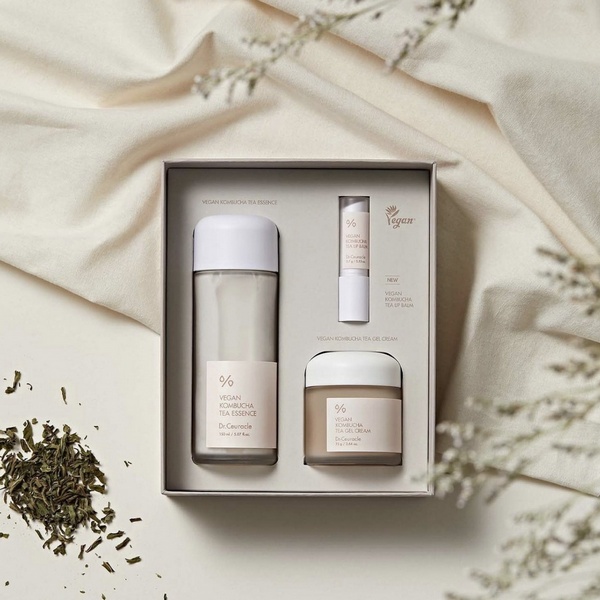 VEGAN KOMBUCHA TEA ESSENCE
%
VEGAN
KOMBUCHA
TEA ESSENCE
Dr.Ceuracle
%
VEGAN
KOMBUCHA
TEA LIP BALM
Dr.Ceuracle
Vegan
NEW
VEGAN
KOMBUCHA
TEA LIP BALM
VEGAN KOMBUCHA TEA GEL CREAM
%
VEGAN
KOMBUCHA
TEA GEL CREAM
Dr.Ceuracle